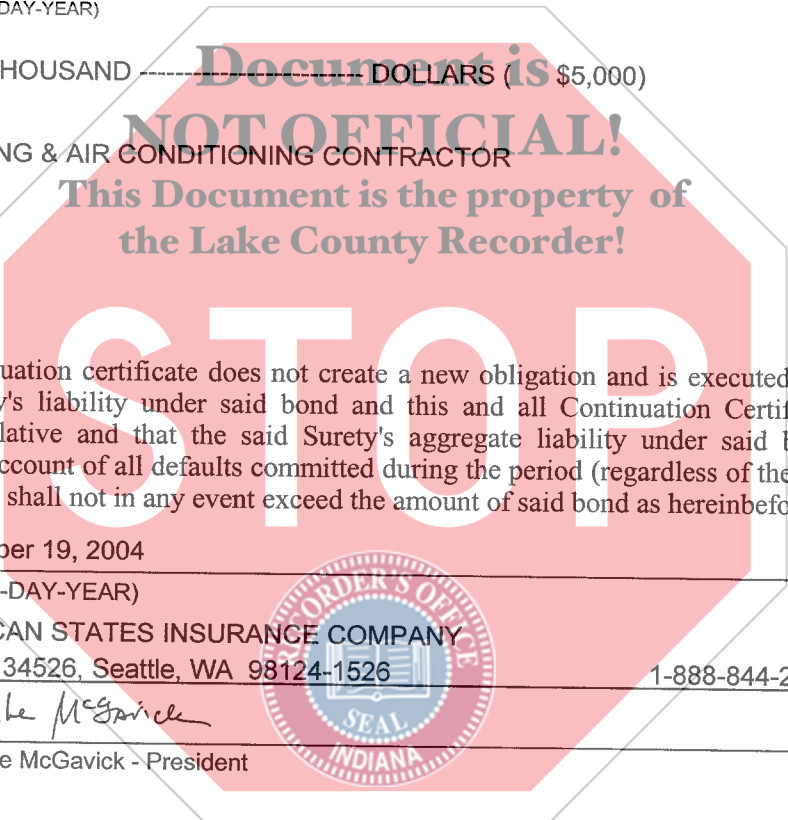 DAY-YEAR)
HOUSAND ------------------------ DOLLARS ( $5,000)
Document is
NOT OFFICIAL!
NG & AIR CONDITIONING CONTRACTOR
This Document is the property of
the Lake County Recorder!
STOP
uation certificate does not create a new obligation and is executed
y's liability under said bond and this and all Continuation Certif
lative and that the said Surety's aggregate liability under said b
ccount of all defaults committed during the period (regardless of the
shall not in any event exceed the amount of said bond as hereinbefo
ber 19, 2004
-DAY-YEAR)
CAN STATES INSURANCE COMPANY
34526, Seattle, WA 98124-1526 1-888-844-2
ke McGavick
e McGavick - President
RECORDER'S OFFICE
SEAL
INDIANA